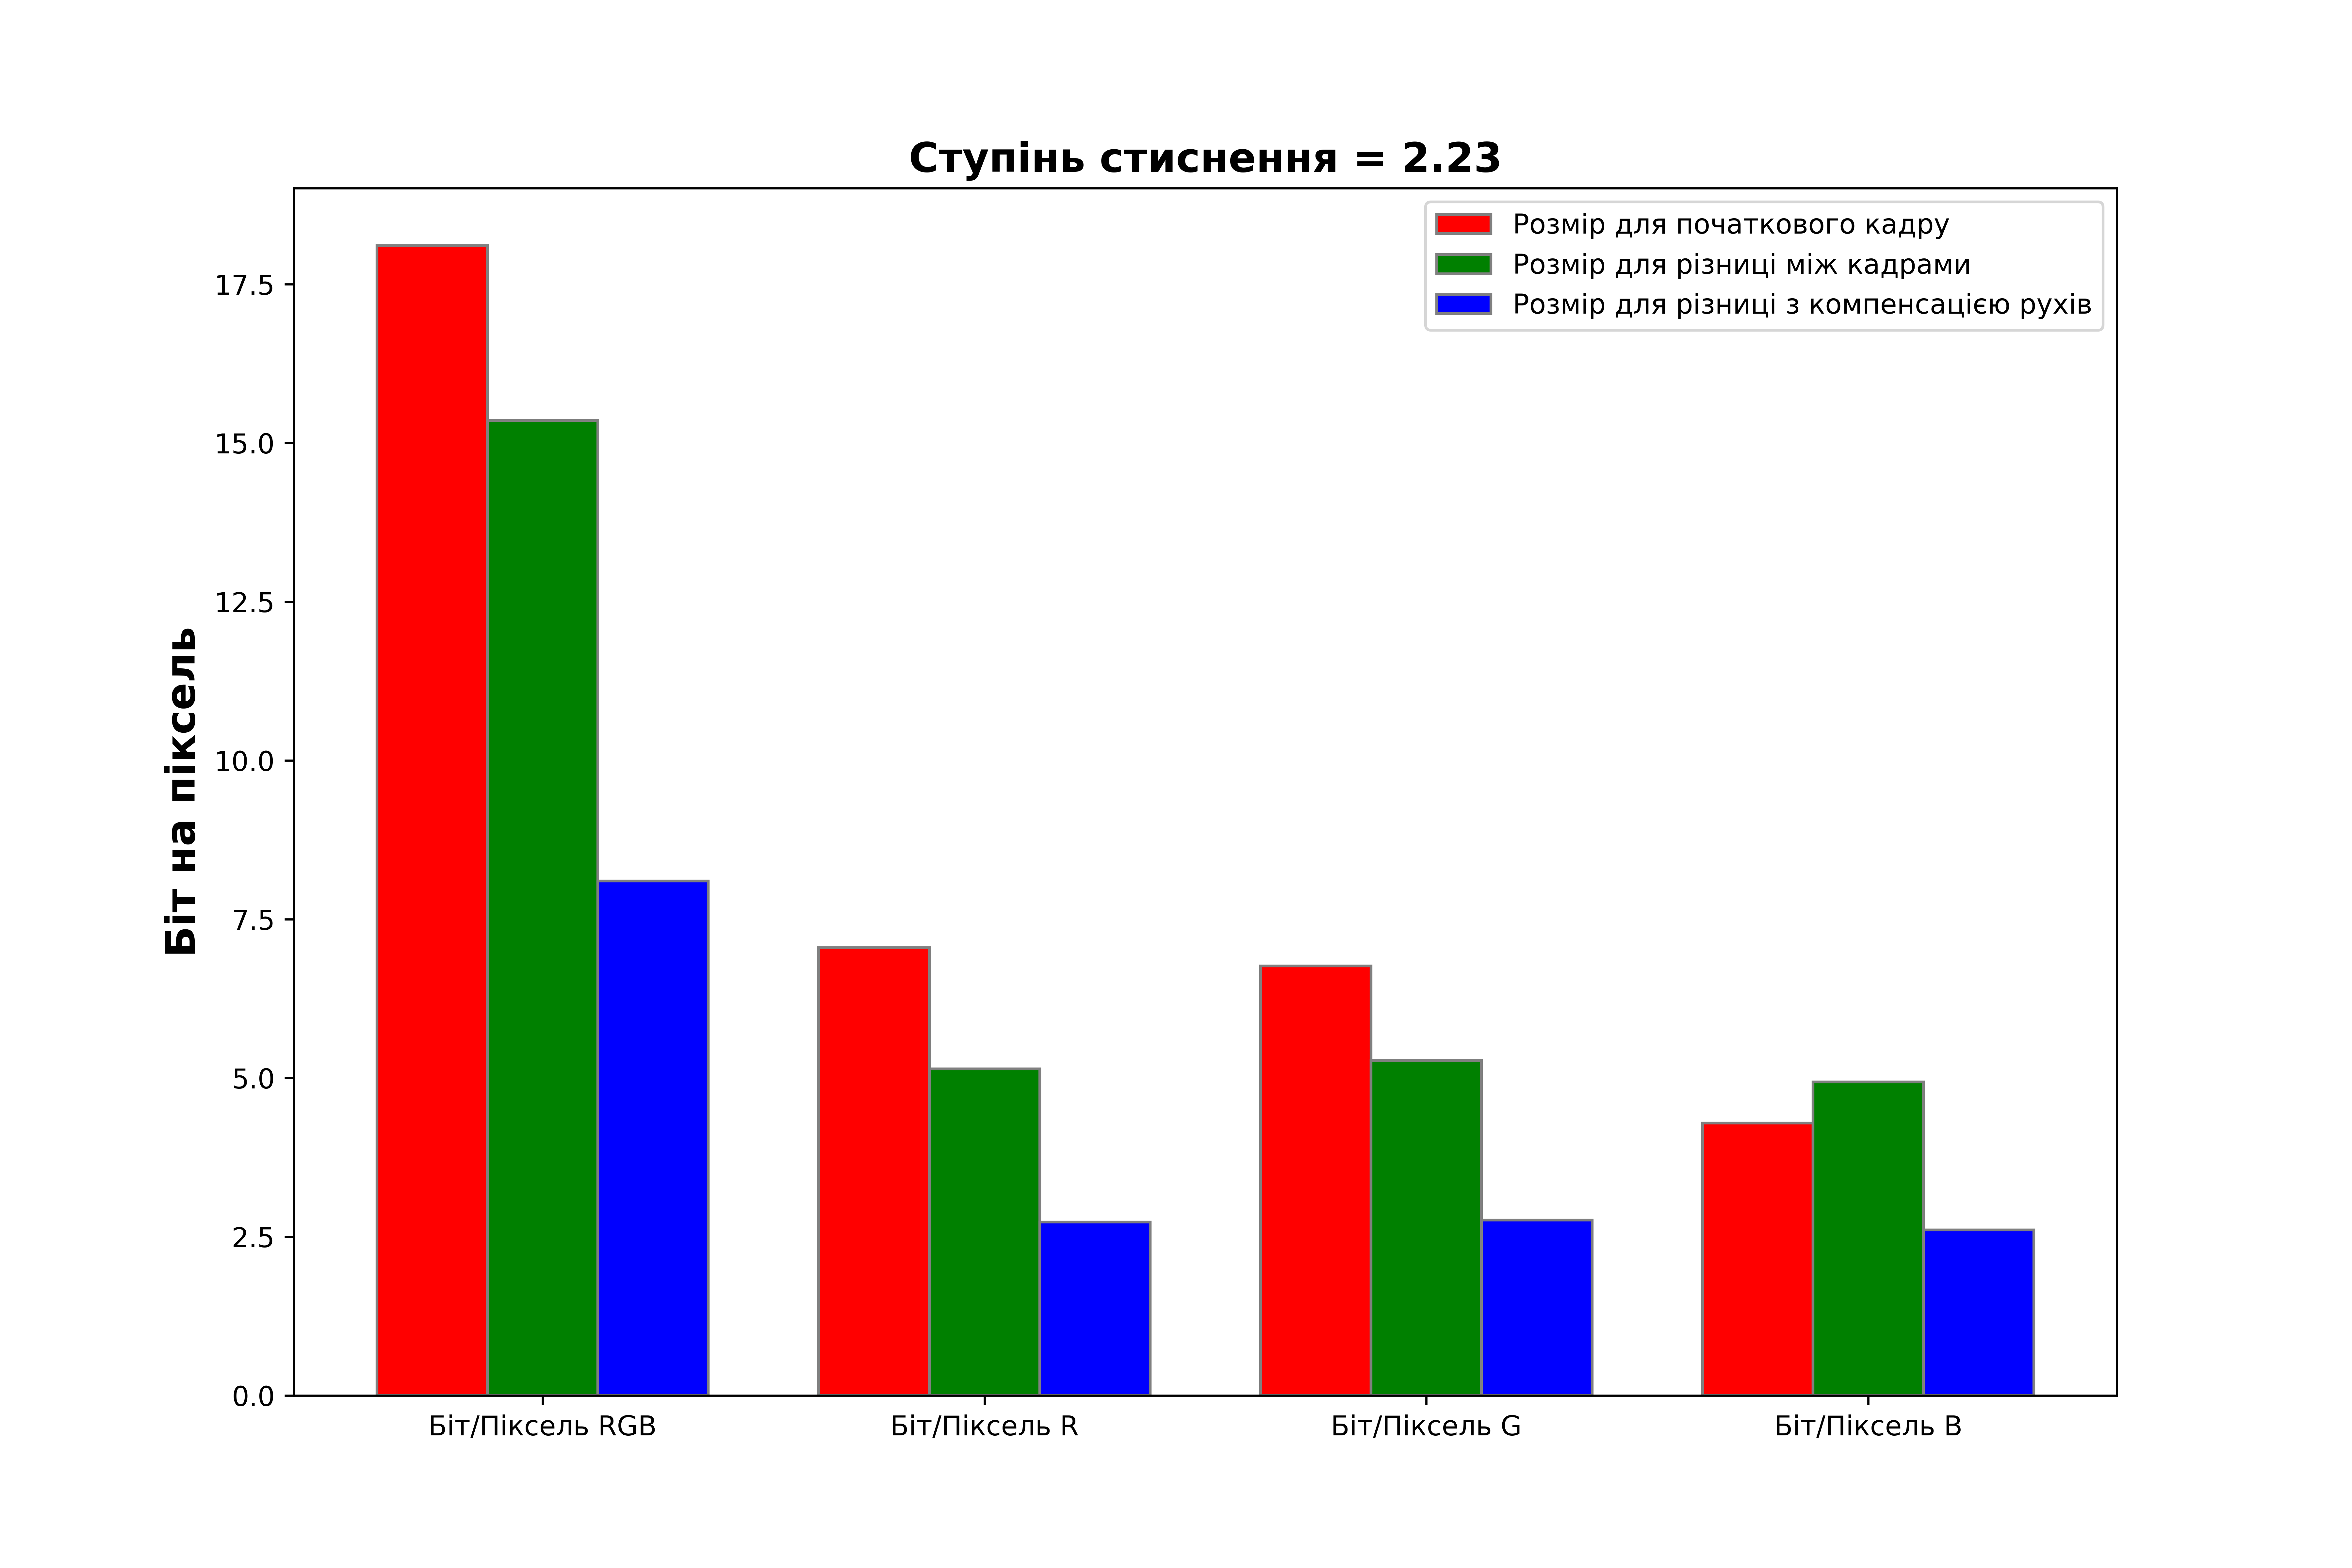 Ступінь стиснення = 2.23
Розмір для початкового кадру
Розмір для різниці між кадрами
Розмір для різниці з компенсацією рухів
Біт на піксель
17.5
15.0
12.5
10.0
7.5
5.0
2.5
0.0
Біт/Піксель RGB
Біт/Піксель R
Біт/Піксель G
Біт/Піксель B